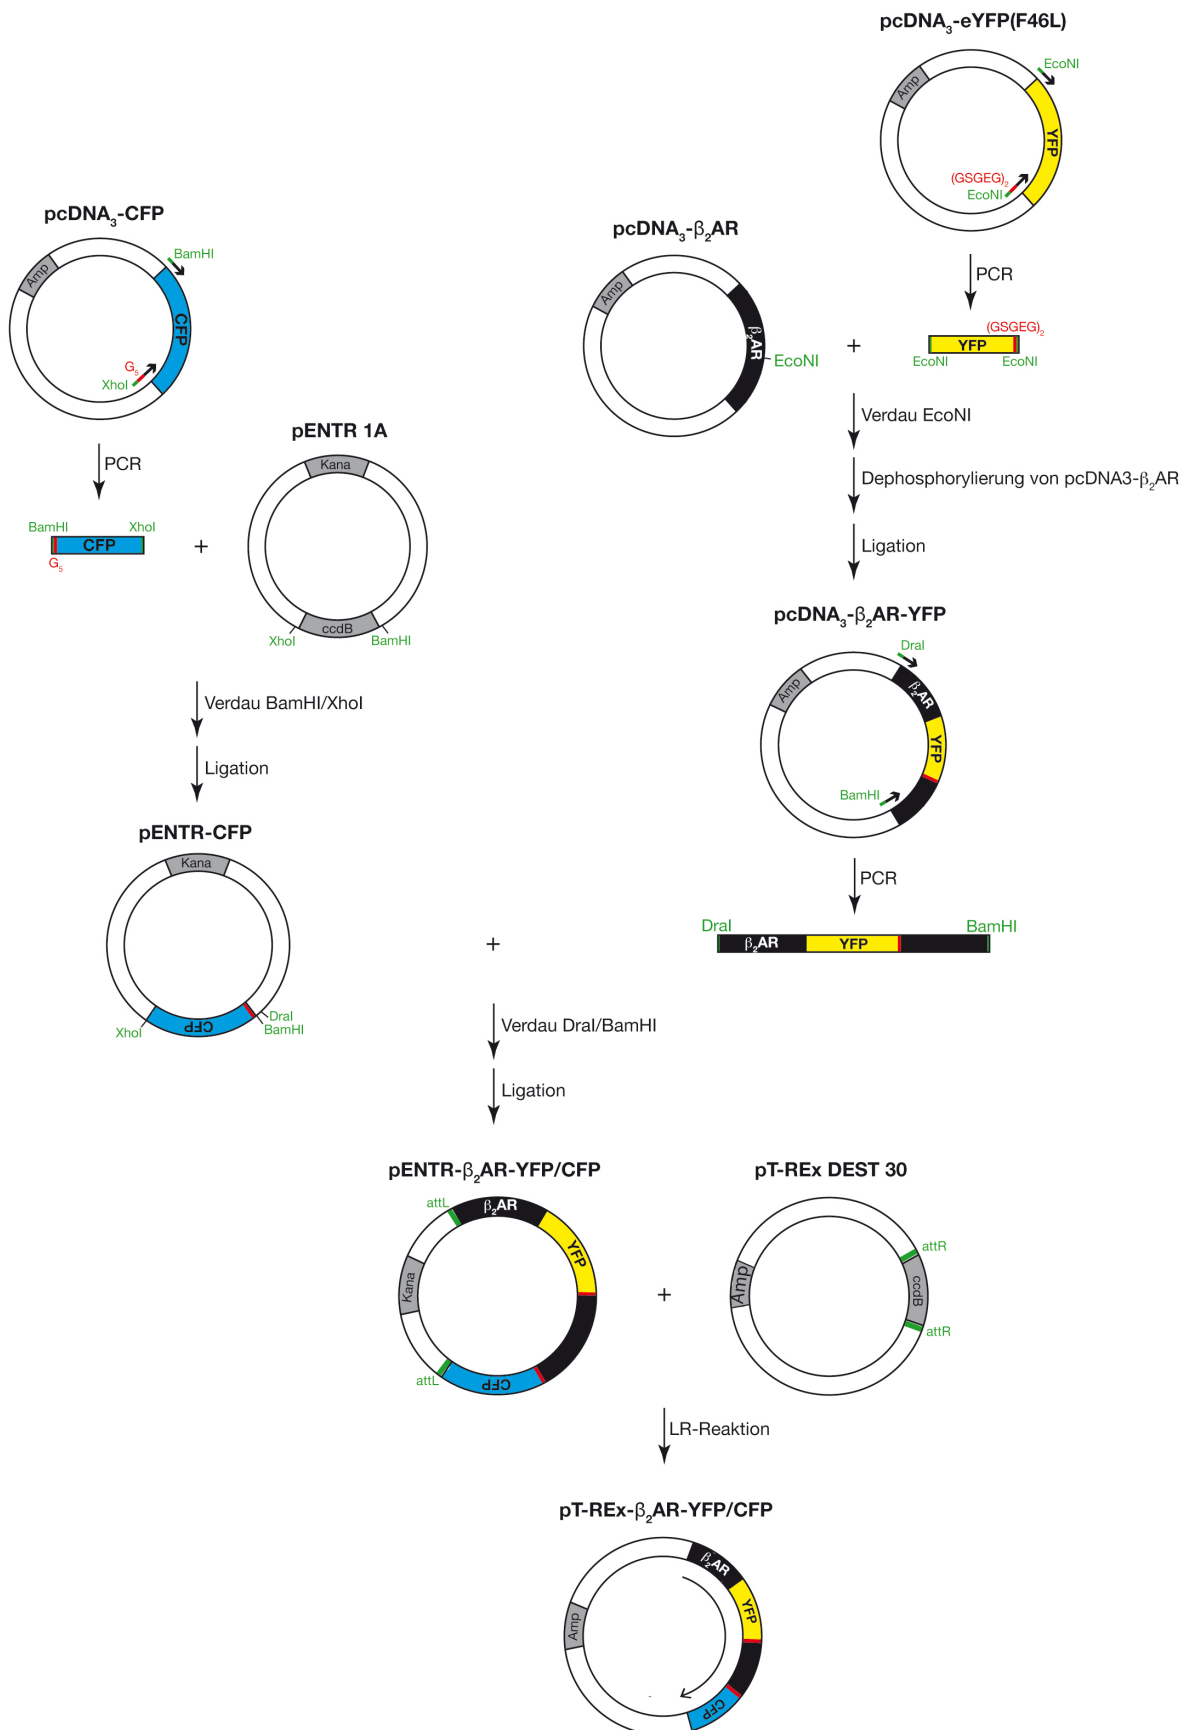 pcDNA₃-eYFP(F46L)
EcoNI
Amp
YFP
(GSGEG)₂
EcoNI
PCR
(GSGEG)₂
YFP
EcoNI EcoNI
pcDNA₃-β₂AR
Amp
β₂AR
EcoNI
+
Verdau EcoNI
Dephosphorylierung von pcDNA3-β₂AR
Ligation
pcDNA₃-CFP
BamHI
Amp
CFP
G₅
XhoI
PCR
BamHI XhoI
CFP
G₅
+
pENTR 1A
Kana
ccdB
XhoI BamHI
Verdau BamHI/XhoI
Ligation
pENTR-CFP
Kana
CFP
XhoI
DraI
BamHI
+
pcDNA₃-β₂AR-YFP
DraI
Amp
β₂AR
YFP
BamHI
PCR
DraI BamHI
β₂AR YFP
Verdau DraI/BamHI
Ligation
pENTR-β₂AR-YFP/CFP
attL
β₂AR
YFP
Kana
attL
CFP
+
pT-REx DEST 30
attR
Amp
ccdB
attR
LR-Reaktion
pT-REx-β₂AR-YFP/CFP
β₂AR
YFP
Amp
CFP